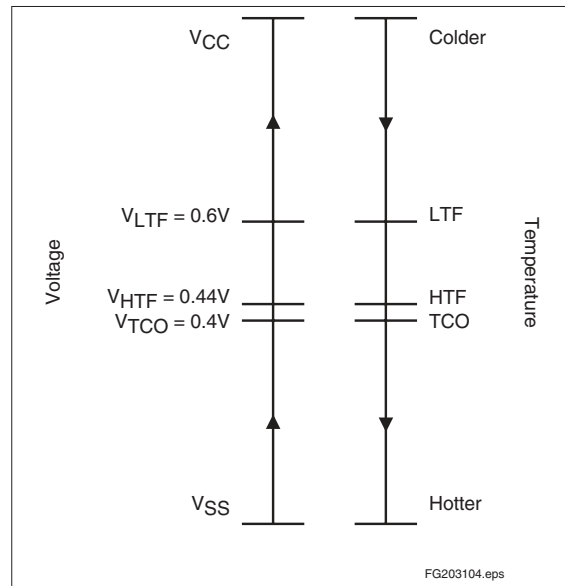 VCC
Colder
VLTF = 0.6V
LTF
Voltage
Temperature
VHTF = 0.44V
HTF
VTCO = 0.4V
TCO
VSS
Hotter
FG203104.eps